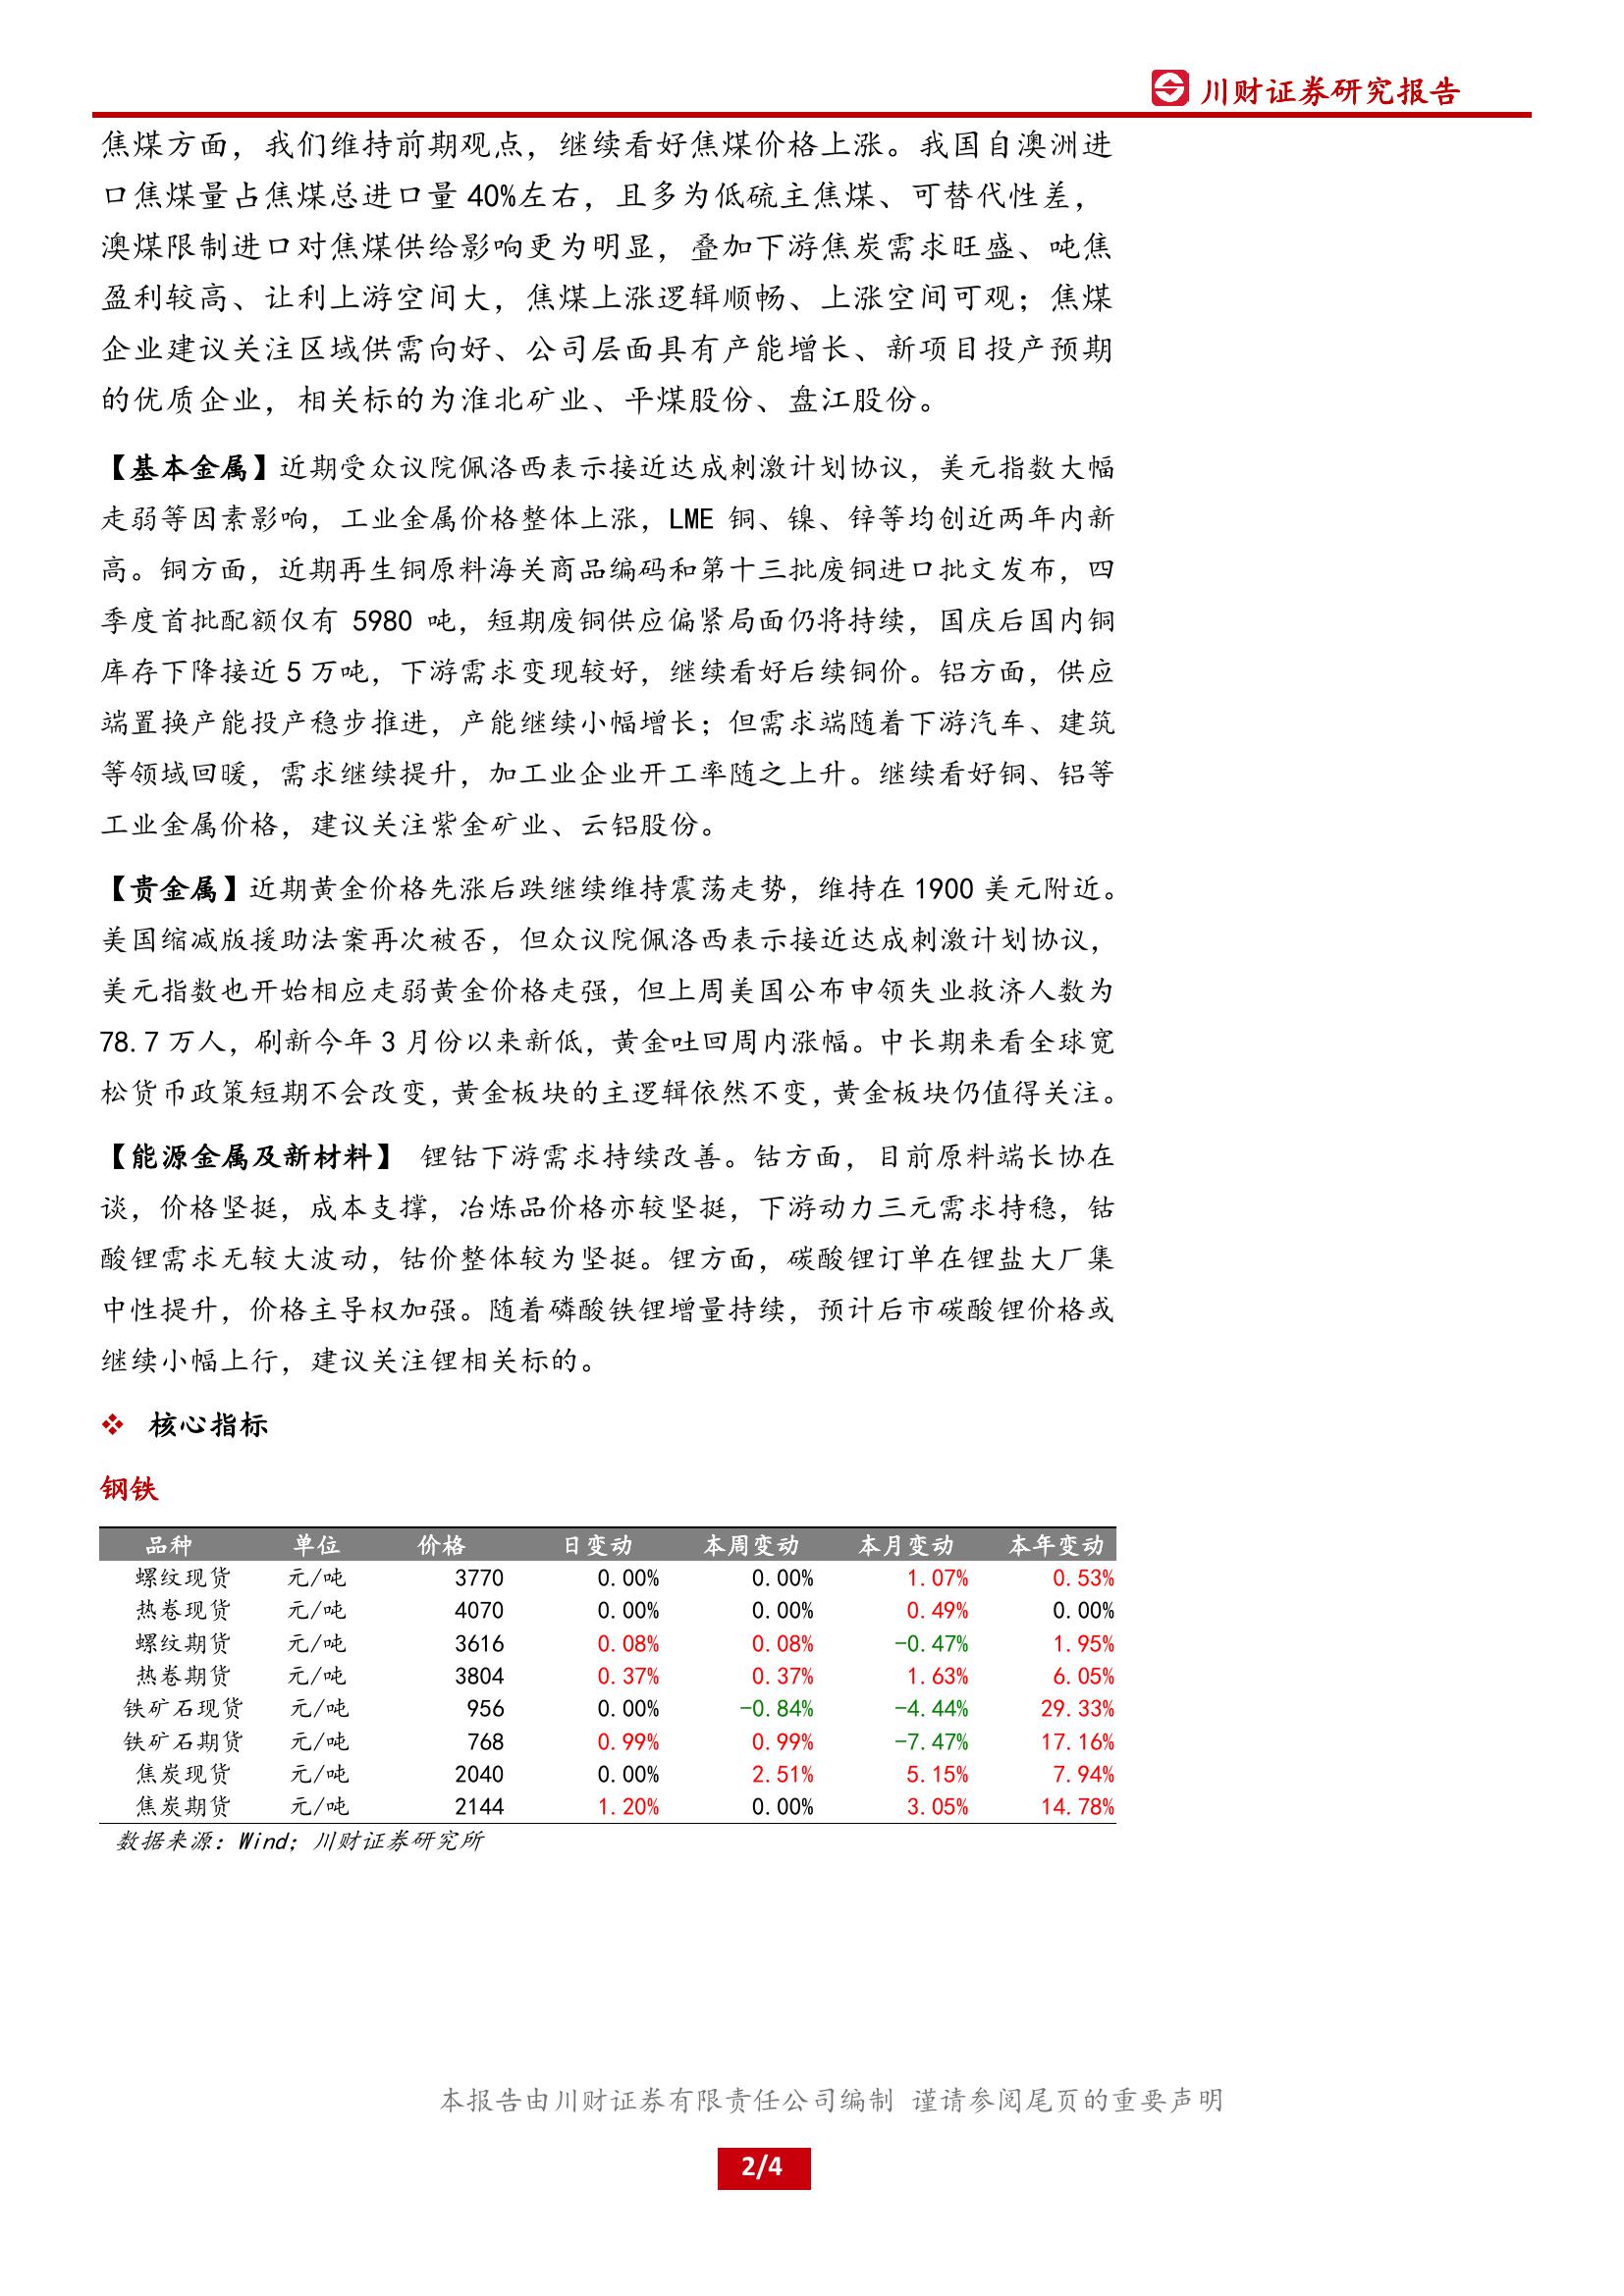 川财证券研究报告
焦煤方面，我们维持前期观点，继续看好焦煤价格上涨。我国自澳洲进
口焦煤量占焦煤总进口量 40%左右，且多为低硫主焦煤、可替代性差，
澳煤限制进口对焦煤供给影响更为明显，叠加下游焦炭需求旺盛、吨焦
盈利较高、让利上游空间大，焦煤上涨逻辑顺畅、上涨空间可观；焦煤
企业建议关注区域供需向好、公司层面具有产能增长、新项目投产预期
的优质企业，相关标的为淮北矿业、平煤股份、盘江股份。
【基本金属】近期受众议院佩洛西表示接近达成刺激计划协议，美元指数大幅
走弱等因素影响，工业金属价格整体上涨，LME 铜、镍、锌等均创近两年内新
高。铜方面，近期再生铜原料海关商品编码和第十三批废铜进口批文发布，四
季度首批配额仅有 5980 吨，短期废铜供应偏紧局面仍将持续，国庆后国内铜
库存下降接近 5 万吨，下游需求变现较好，继续看好后续铜价。铝方面，供应
端置换产能投产稳步推进，产能继续小幅增长；但需求端随着下游汽车、建筑
等领域回暖，需求继续提升，加工业企业开工率随之上升。继续看好铜、铝等
工业金属价格，建议关注紫金矿业、云铝股份。
【贵金属】近期黄金价格先涨后跌继续维持震荡走势，维持在 1900 美元附近。
美国缩减版援助法案再次被否，但众议院佩洛西表示接近达成刺激计划协议，
美元指数也开始相应走弱黄金价格走强，但上周美国公布申领失业救济人数为
78.7 万人，刷新今年 3 月份以来新低，黄金吐回周内涨幅。中长期来看全球宽
松货币政策短期不会改变，黄金板块的主逻辑依然不变，黄金板块仍值得关注。
【能源金属及新材料】 锂钴下游需求持续改善。钴方面，目前原料端长协在
谈，价格坚挺，成本支撑，冶炼品价格亦较坚挺，下游动力三元需求持稳，钴
酸锂需求无较大波动，钴价整体较为坚挺。锂方面，碳酸锂订单在锂盐大厂集
中性提升，价格主导权加强。随着磷酸铁锂增量持续，预计后市碳酸锂价格或
继续小幅上行，建议关注锂相关标的。
❖ 核心指标
钢铁
品种 单位 价格 日变动 本周变动 本月变动 本年变动
螺纹现货 元/吨 3770 0.00% 0.00% 1.07% 0.53%
热卷现货 元/吨 4070 0.00% 0.00% 0.49% 0.00%
螺纹期货 元/吨 3616 0.08% 0.08% -0.47% 1.95%
热卷期货 元/吨 3804 0.37% 0.37% 1.63% 6.05%
铁矿石现货 元/吨 956 0.00% -0.84% -4.44% 29.33%
铁矿石期货 元/吨 768 0.99% 0.99% -7.47% 17.16%
焦炭现货 元/吨 2040 0.00% 2.51% 5.15% 7.94%
焦炭期货 元/吨 2144 1.20% 0.00% 3.05% 14.78%
数据来源：Wind；川财证券研究所
本报告由川财证券有限责任公司编制 谨请参阅尾页的重要声明
2/4